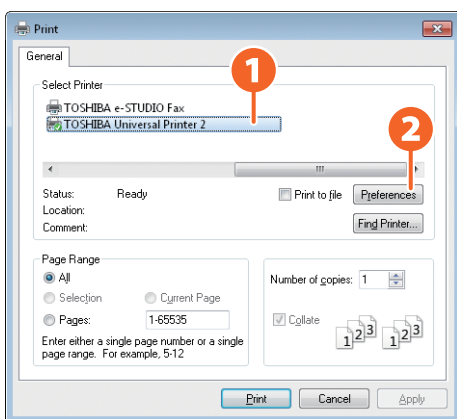 Print
General
1
Select Printer
TOSHIBA e-STUDIO Fax
TOSHIBA Universal Printer 2
2
Status: Ready
Print to file
Preferences
Location:
Comment:
Find Printer...
Page Range
All
Selection
Current Page
Pages: 1-65535
Enter either a single page number or a single
page range. For example, 5-12
Number of copies: 1
Collate
1 2 3
1 2 3
Print
Cancel
Apply